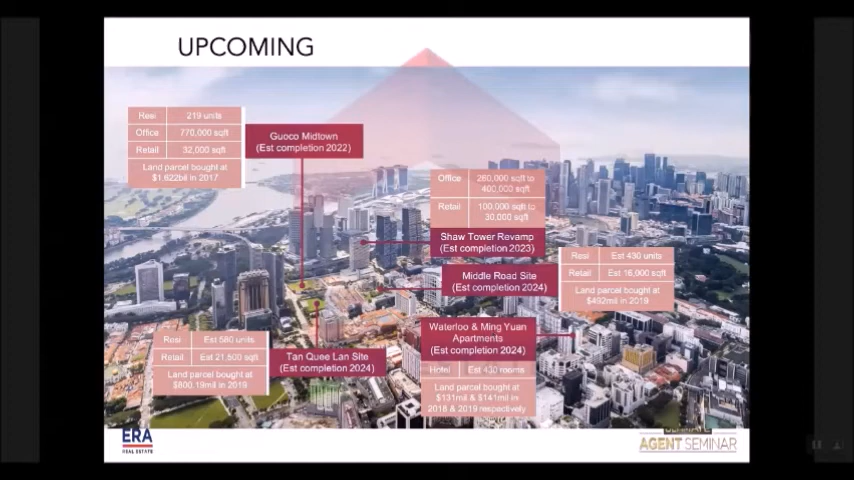 UPCOMING
Resi 219 units
Office 770,000 sqft
Retail 32,000 sqft
Land parcel bought at
$1.622bil in 2017
Guoco Midtown
(Est completion 2022)
Office 260,000 sqft to
400,000 sqft
Retail 100,000 sqft to
30,000 sqft
Shaw Tower Revamp
(Est completion 2023)
Middle Road Site
(Est completion 2024)
Resi Est 430 units
Retail Est 16,000 sqft
Land parcel bought at
$492mil in 2019
Waterloo & Ming Yuan
Apartments
(Est completion 2024)
Hotel Est 430 rooms
Land parcel bought at
$131mil & $141mil in
2018 & 2019 respectively
Resi Est 580 units
Retail Est 21,500 sqft
Land parcel bought at
$800.19mil in 2019
Tan Quee Lan Site
(Est completion 2024)
ERA
REAL ESTATE
ULTIMATE
AGENT SEMINAR